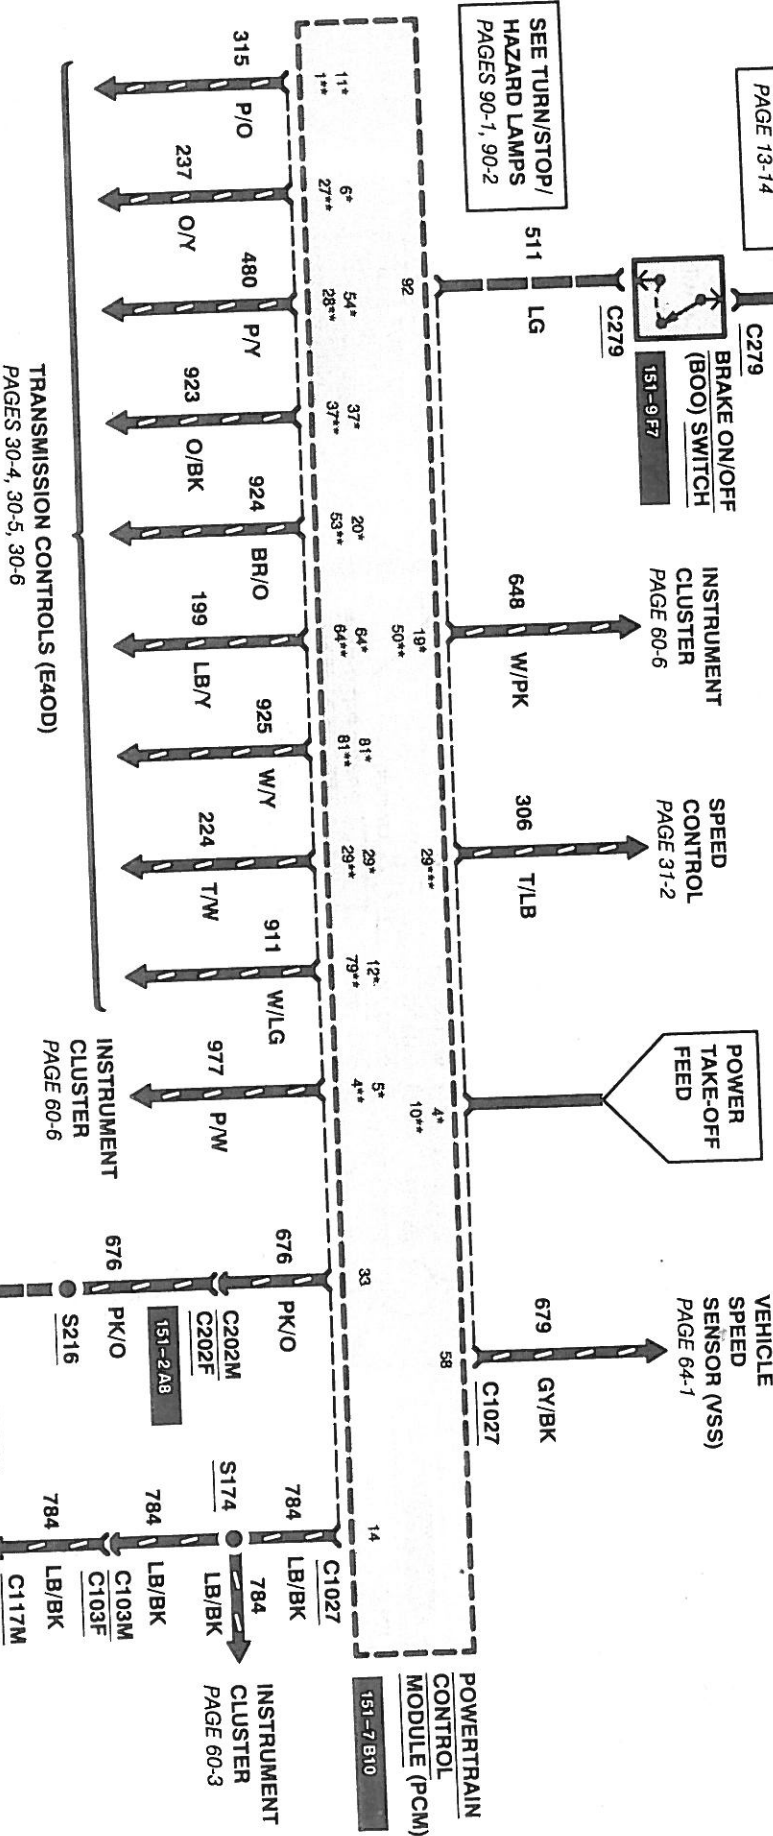 PAGE 13-14
C279
BRAKE ON/OFF
(BOO) SWITCH
151-9 F7
C279
SEE TURN/STOP/
HAZARD LAMPS
PAGES 90-1, 90-2
511
LG
92
INSTRUMENT
CLUSTER
PAGE 60-6
648
W/PK
19*
50**
SPEED
CONTROL
PAGE 31-2
306
T/LB
29***
POWER
TAKE-OFF
FEED
4*
10**
VEHICLE
SPEED
SENSOR (VSS)
PAGE 64-1
679
GY/BK
C1027
58
POWERTRAIN
CONTROL
MODULE (PCM)
151-7 B10
11*
1**
315
P/O
6*
27**
237
O/Y
54*
28**
480
P/Y
37*
37**
923
O/BK
20*
53**
924
BR/O
64*
64**
199
LB/Y
81*
81**
925
W/Y
29*
29**
224
T/W
12*
79**
911
W/LG
5*
4**
977
P/W
INSTRUMENT
CLUSTER
PAGE 60-6
TRANSMISSION CONTROLS (E4OD)
PAGES 30-4, 30-5, 30-6
33
676
PK/O
C202M
C202F
151-2 A8
676
PK/O
S216
14
C1027
784
LB/BK
S174
784
LB/BK
INSTRUMENT
CLUSTER
PAGE 60-3
784
LB/BK
C103M
C103F
784
LB/BK
C117M